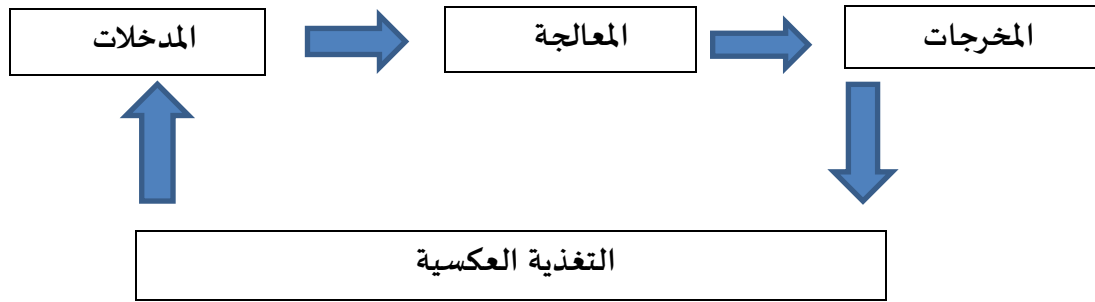 المدخلات
المعالجة
المخرجات
التغذية العكسية